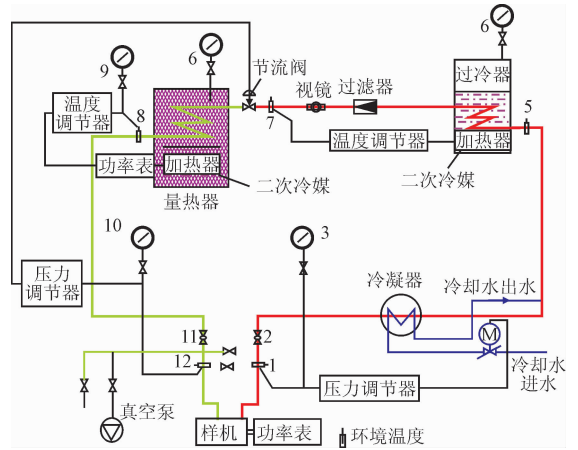 6
6
9
节流阀
视镜
过滤器
过冷器
温度
调节器
8
7
5
温度调节器
加热器
功率表
加热器
二次冷媒
二次冷媒
量热器
10
3
压力
调节器
冷凝器
冷却水出水
11
2
M
12
1
冷却水
进水
压力调节器
真空泵
样机
功率表
环境温度